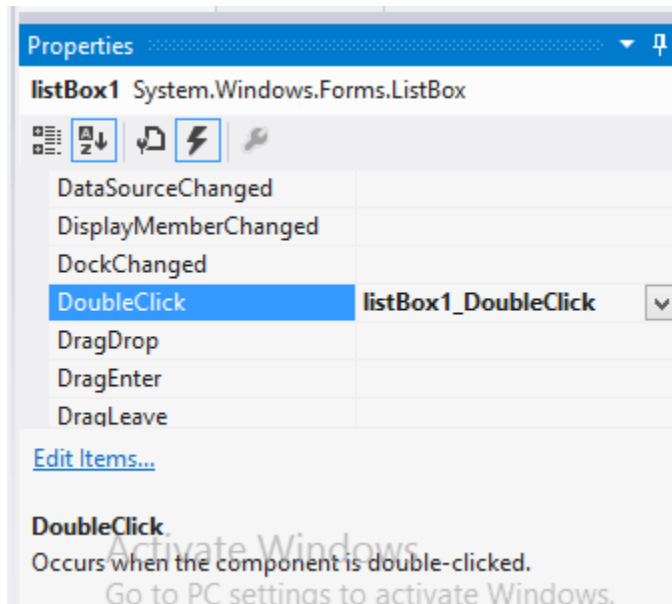 Properties
listBox1 System.Windows.Forms.ListBox
DataSourceChanged
DisplayMemberChanged
DockChanged
DoubleClick listBox1_DoubleClick
DragDrop
DragEnter
DragLeave
Edit Items...
DoubleClick
Activate Windows
Occurs when the component is double-clicked.
Go to PC settings to activate Windows.